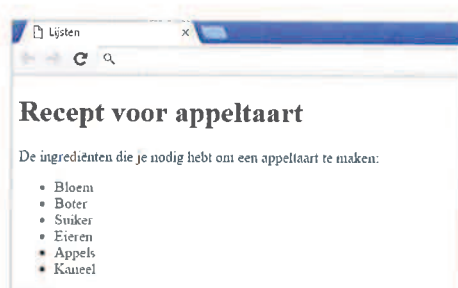 Lijsten
Recept voor appeltaart
De ingrediënten die je nodig hebt om een appeltaart te maken:
Bloem
Boter
Suiker
Eieren
Appels
Kaneel